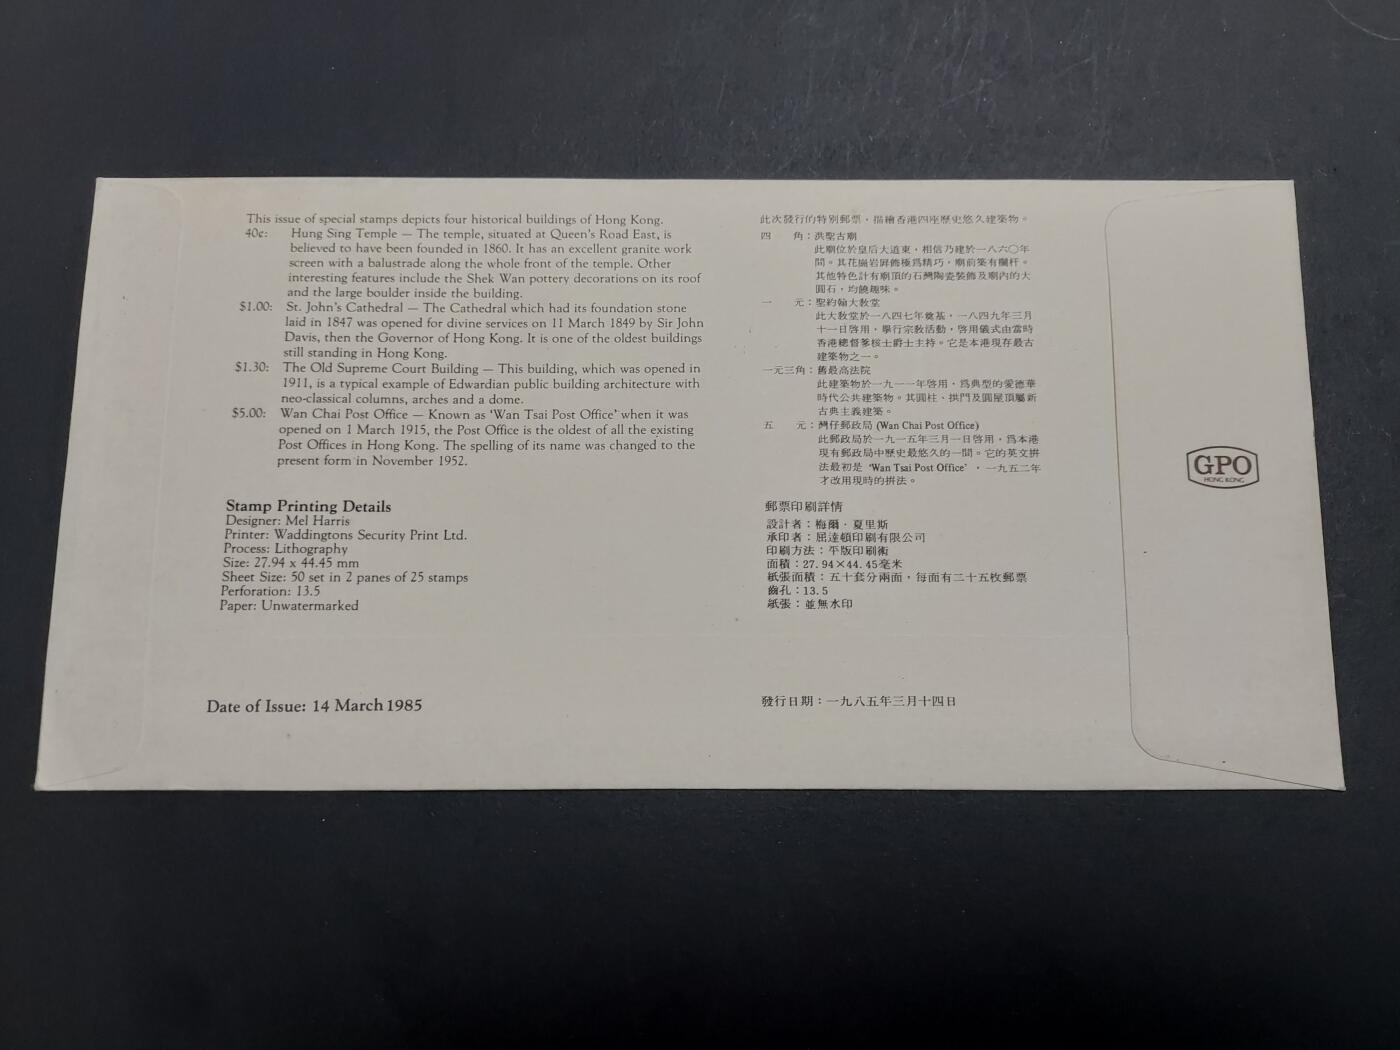 This issue of special stamps depicts four historical buildings of Hong Kong.
40¢: Hung Sing Temple — The temple, situated at Queen's Road East, is
believed to have been founded in 1860. It has an excellent granite work
screen with a balustrade along the whole front of the temple. Other
interesting features include the Shek Wan pottery decorations on its roof
and the large boulder inside the building.
$1.00: St. John's Cathedral — The Cathedral which had its foundation stone
laid in 1847 was opened for divine services on 11 March 1849 by Sir John
Davis, then the Governor of Hong Kong. It is one of the oldest buildings
still standing in Hong Kong.
$1.30: The Old Supreme Court Building — This building, which was opened in
1911, is a typical example of Edwardian public building architecture with
neo-classical columns, arches and a dome.
$5.00: Wan Chai Post Office — Known as 'Wan Tsai Post Office' when it was
opened on 1 March 1915, the Post Office is the oldest of all the existing
Post Offices in Hong Kong. The spelling of its name was changed to the
present form in November 1952.
Stamp Printing Details
Designer: Mel Harris
Printer: Waddingtons Security Print Ltd.
Process: Lithography
Size: 27.94 x 44.45 mm
Sheet Size: 50 set in 2 panes of 25 stamps
Perforation: 13.5
Paper: Unwatermarked
Date of Issue: 14 March 1985
此次發行的特別郵票，描繪香港四座歷史悠久建築物。
四 角：洪聖古廟
此廟位於皇后大道東，相信乃建於一八六〇年
間。其花崗岩屛飾極爲精巧，廟前築有欄杆。
其他特色計有廟頂的石灣陶瓷裝飾及廟內的大
圓石，均饒趣味。
一 元：聖約翰大教堂
此大教堂於一八四七年奠基，一八四九年三月
十一日啓用，舉行宗敎活動，啓用儀式由當時
香港總督爹核士爵士主持。它是本港現存最古
建築物之一。
一元三角：舊最高法院
此建築物於一九一一年啓用，爲典型的愛德華
時代公共建築物。其圓柱、拱門及圓屋頂屬新
古典主義建築。
五 元：灣仔郵政局 (Wan Chai Post Office)
此郵政局於一九一五年三月一日啓用，爲本港
現有郵政局中歷史最悠久的一間。它的英文拼
法最初是 'Wan Tsai Post Office' ，一九五二年
才改用現時的拼法。
郵票印刷詳情
設計者：梅爾·夏里斯
承印者：屈達頓印刷有限公司
印刷方法：平版印刷術
面積：27.94×44.45毫米
紙張面積：五十套分兩面，每面有二十五枚郵票
齒孔：13.5
紙張：並無水印
發行日期：一九八五年三月十四日
GPO
HONG KONG